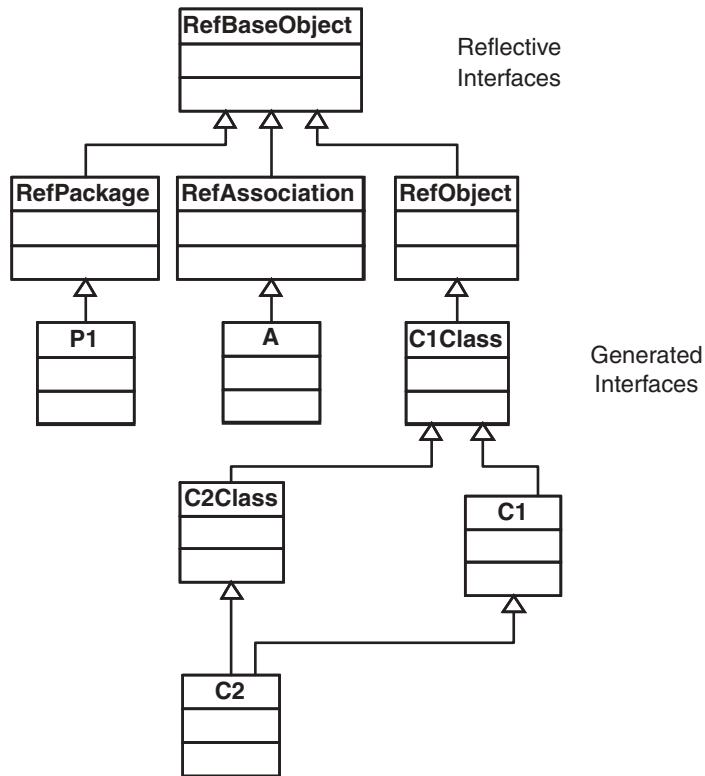 RefBaseObject
Reflective
Interfaces
RefPackage
RefAssociation
RefObject
P1
A
C1Class
Generated
Interfaces
C2Class
C1
C2